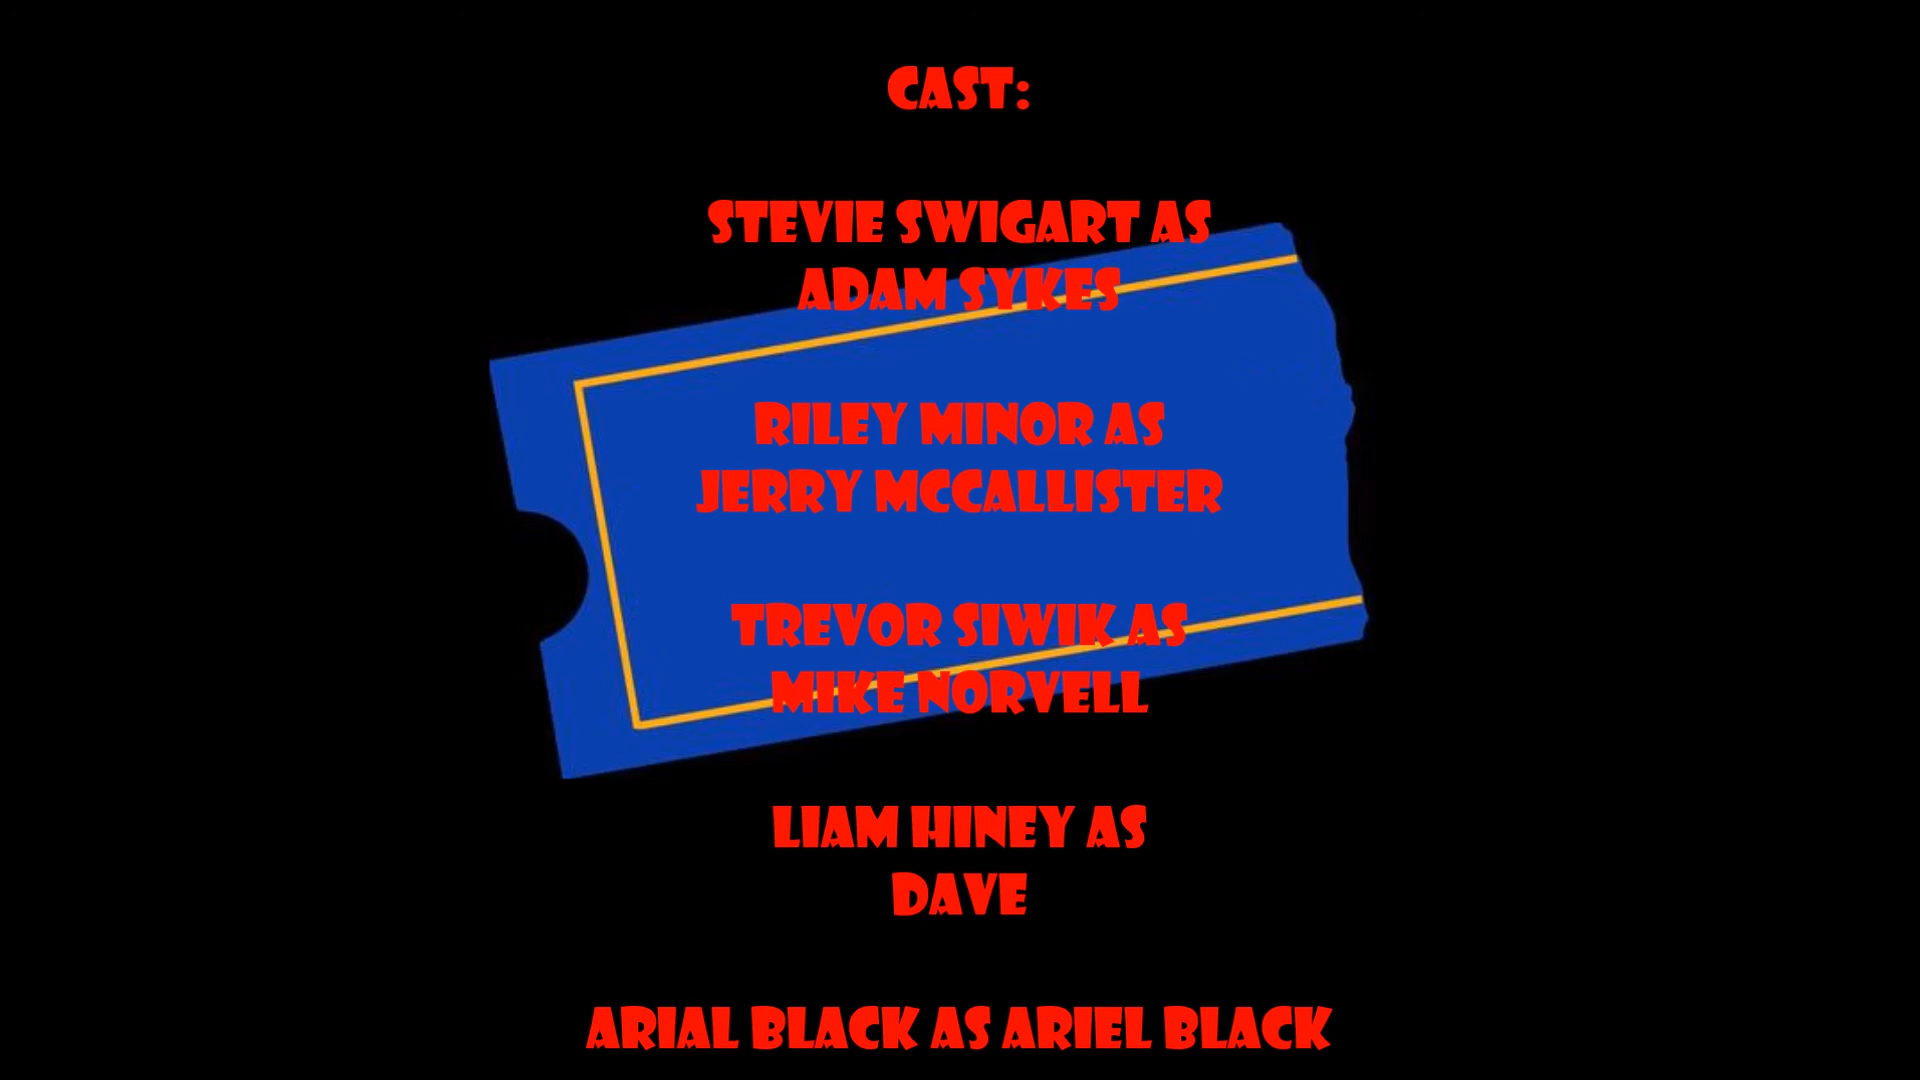 CAST:
STEVIE SWIGART AS
ADAM SYKES
RILEY MINOR AS
JERRY MCCALLISTER
TREVOR SIWIK AS
MIKE NORVELL
LIAM HINEY AS
DAVE
ARIAL BLACK AS ARIEL BLACK